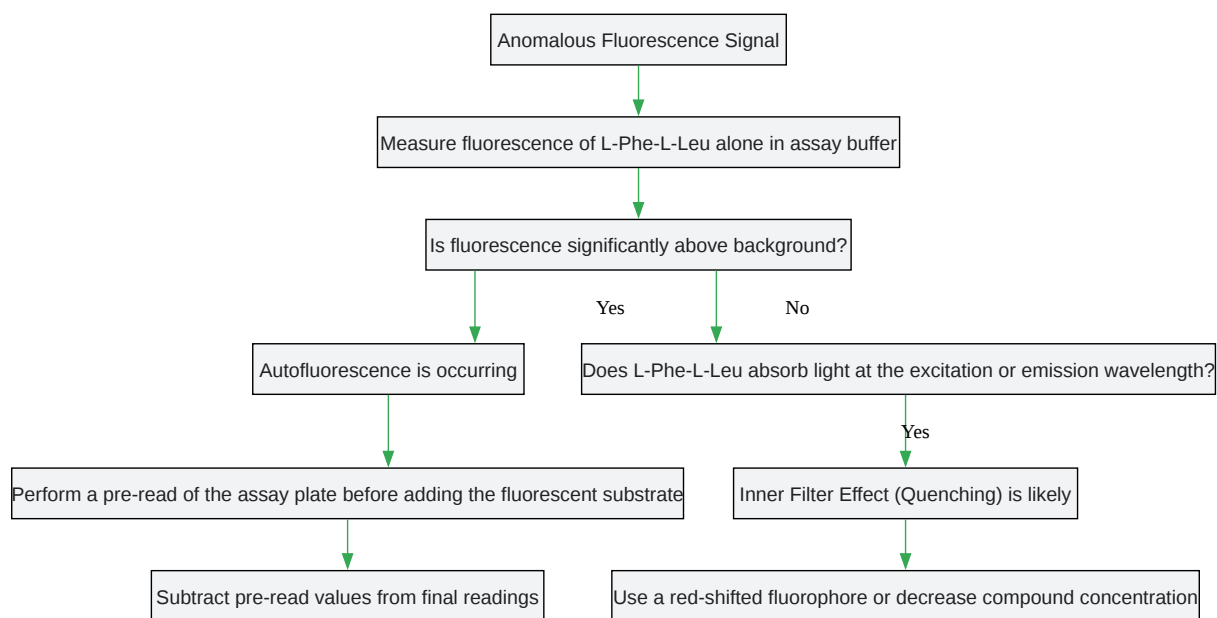 Anomalous Fluorescence Signal
Measure fluorescence of L-Phe-L-Leu alone in assay buffer
Is fluorescence significantly above background?
Yes
No
Autofluorescence is occurring
Does L-Phe-L-Leu absorb light at the excitation or emission wavelength?
Yes
Perform a pre-read of the assay plate before adding the fluorescent substrate
Inner Filter Effect (Quenching) is likely
Subtract pre-read values from final readings
Use a red-shifted fluorophore or decrease compound concentration